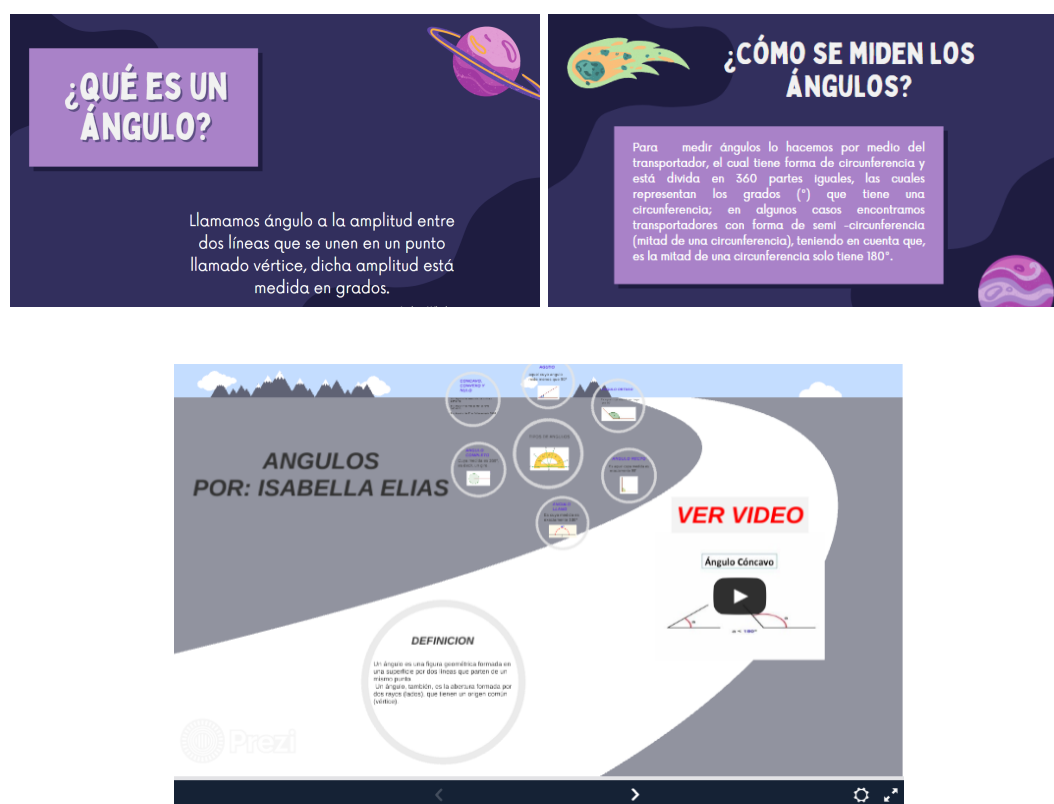 ¿QUÉ ES UN
ÁNGULO?
Llamamos ángulo a la amplitud entre
dos líneas que se unen en un punto
llamado vértice, dicha amplitud está
medida en grados.
¿CÓMO SE MIDEN LOS
ÁNGULOS?
Para medir ángulos lo hacemos por medio del
transportador, el cual tiene forma de circunferencia y
está divida en 360 partes iguales, las cuales
representan los grados (°) que tiene una
circunferencia; en algunos casos encontramos
transportadores con forma de semi -circunferencia
(mitad de una circunferencia), teniendo en cuenta que,
es la mitad de una circunferencia solo tiene 180°.
ANGULOS
POR: ISABELLA ELIAS
AGUDO
TIPOS DE ANGULOS
VER VIDEO
Ángulo Cóncavo
DEFINICION
Un ángulo es una figura geométrica formada en
una superficie por dos líneas que parten de un
mismo punto.
Un ángulo, también, es la abertura formada por
dos rayos (lados), que tienen un origen común
(vértice).
Prezi